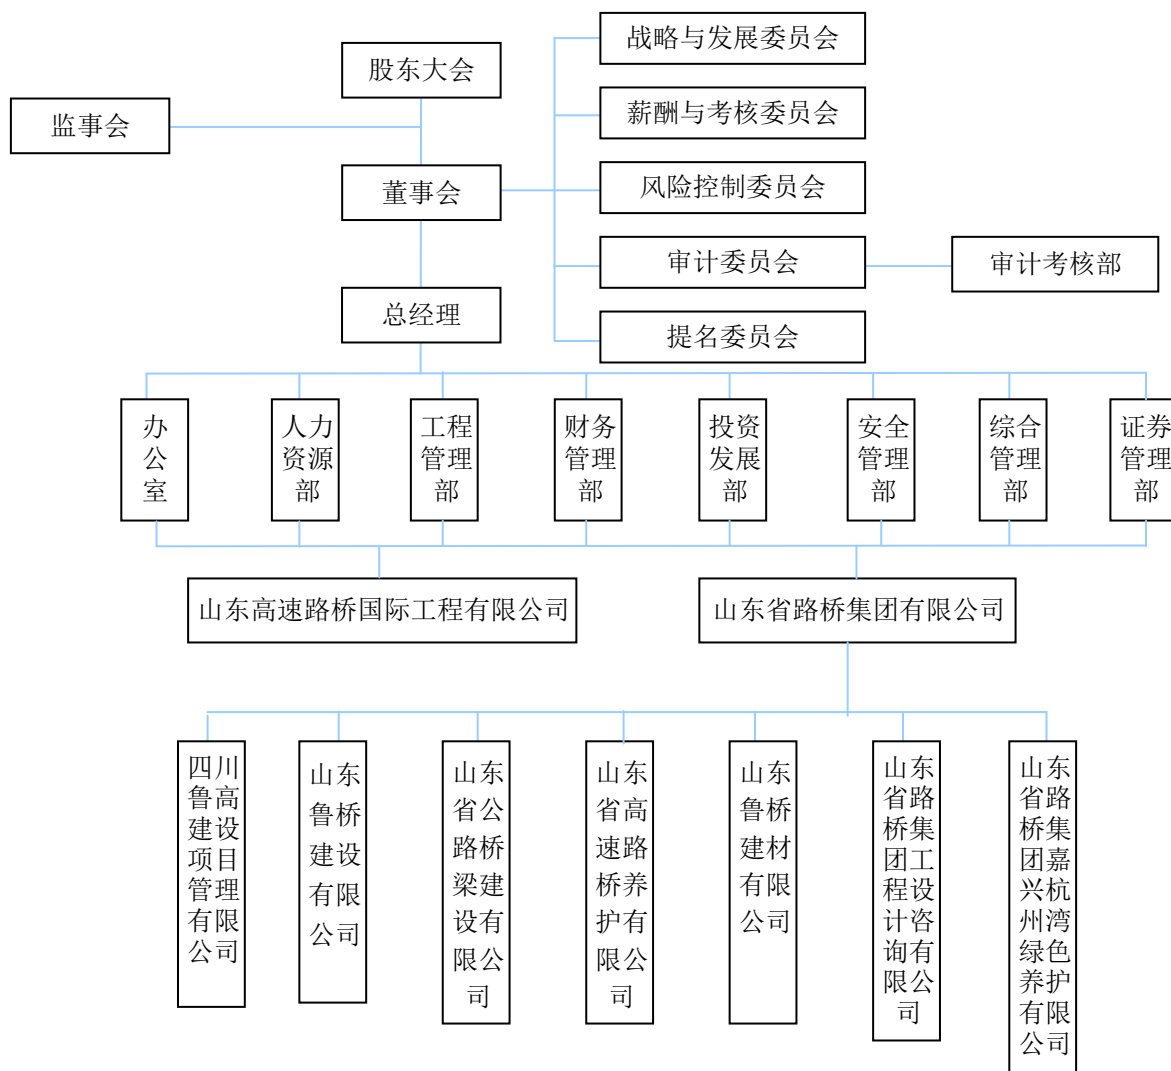 战略与发展委员会
股东大会
薪酬与考核委员会
监事会
董事会
风险控制委员会
审计委员会
审计考核部
总经理
提名委员会
办
公
室
人力
资源
部
工程
管理
部
财务
管理
部
投资
发展
部
安全
管理
部
综合
管理
部
证券
管理
部
山东高速路桥国际工程有限公司
山东省路桥集团有限公司
四川
鲁高
建设
项目
管理
有限
公司
山东
鲁桥
建设
有限
公司
山东
省公
路桥
梁建
设有
限公
司
山东
省高
速路
桥养
护有
限公
司
山东
鲁桥
建材
有限
公司
山东
省路
桥集
团工
程设
计咨
询有
限公
司
山东
省路
桥集
团嘉
兴杭
州湾
绿色
养护
有限
公司